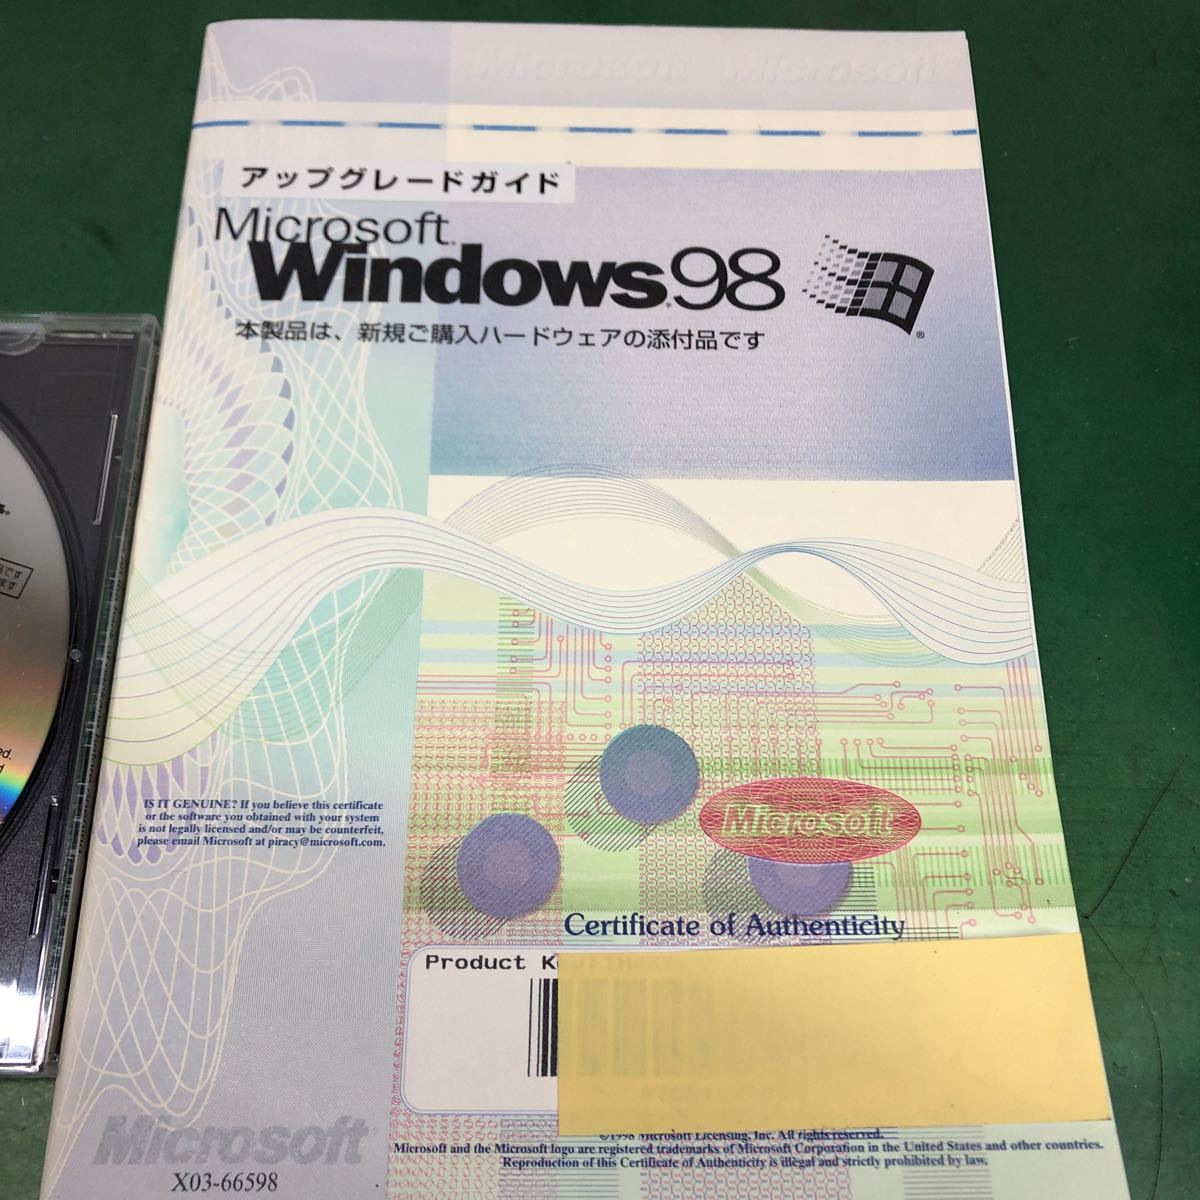 Microsoft Microsoft
アップグレードガイド
Microsoft
Windows 98
®
本製品は、新規ご購入ハードウェアの添付品です
IS IT GENUINE? If you believe this certificate
or the software you obtained with your system
is not legally licensed and/or may be counterfeit,
please email Microsoft at piracy@microsoft.com.
Microsoft
Certificate of Authenticity
Product
©1998 Microsoft Licensing, Inc. All rights reserved.
Microsoft and the Microsoft logo are registered trademarks of Microsoft Corporation in the United States and other countries.
Reproduction of this Certificate of Authenticity is illegal and strictly prohibited by law.
Microsoft
X03-66598